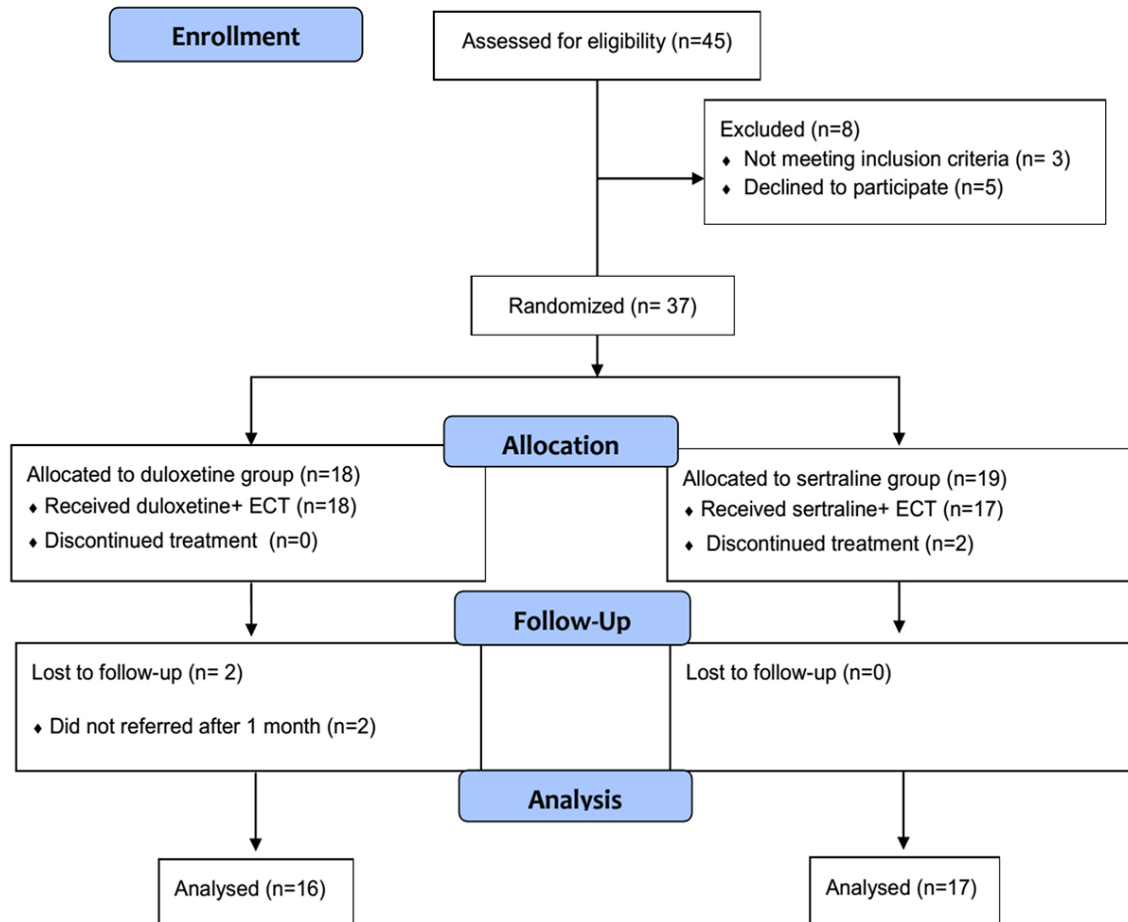 Enrollment
Assessed for eligibility (n=45)
Excluded (n=8)
♦ Not meeting inclusion criteria (n= 3)
♦ Declined to participate (n=5)
Randomized (n= 37)
Allocation
Allocated to duloxetine group (n=18)
♦ Received duloxetine+ ECT (n=18)
♦ Discontinued treatment (n=0)
Allocated to sertraline group (n=19)
♦ Received sertraline+ ECT (n=17)
♦ Discontinued treatment (n=2)
Follow-Up
Lost to follow-up (n= 2)
♦ Did not referred after 1 month (n=2)
Lost to follow-up (n=0)
Analysis
Analysed (n=16)
Analysed (n=17)